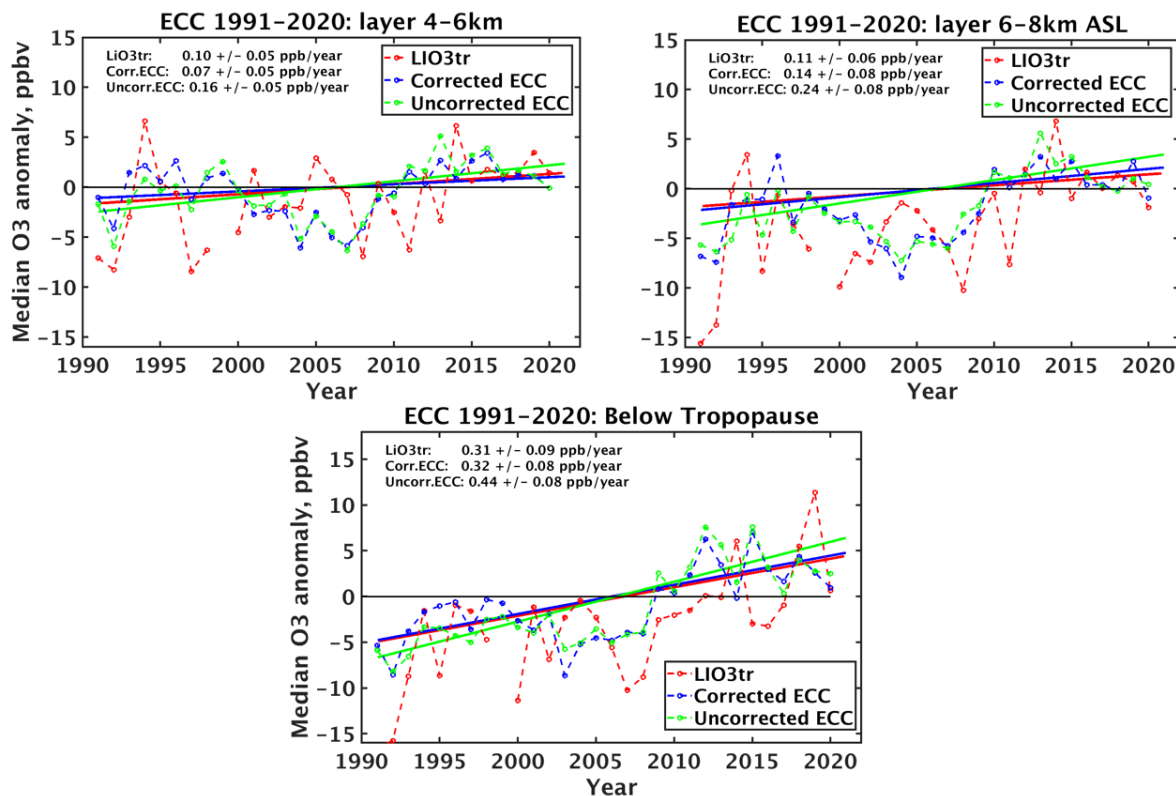 ECC 1991-2020: layer 4-6km
LiO3tr: 0.10 +/- 0.05 ppb/year
Corr.ECC: 0.07 +/- 0.05 ppb/year
Uncorr.ECC: 0.16 +/- 0.05 ppb/year
LIO3tr
Corrected ECC
Uncorrected ECC
Median O3 anomaly, ppbv
15
10
5
0
-5
-10
-15
1990 1995 2000 2005 2010 2015 2020
Year
ECC 1991-2020: layer 6-8km ASL
LiO3tr: 0.11 +/- 0.06 ppb/year
Corr.ECC: 0.14 +/- 0.08 ppb/year
Uncorr.ECC: 0.24 +/- 0.08 ppb/year
LIO3tr
Corrected ECC
Uncorrected ECC
15
10
5
0
-5
-10
-15
1990 1995 2000 2005 2010 2015 2020
Year
ECC 1991-2020: Below Tropopause
LiO3tr: 0.31 +/- 0.09 ppb/year
Corr.ECC: 0.32 +/- 0.08 ppb/year
Uncorr.ECC: 0.44 +/- 0.08 ppb/year
Median O3 anomaly, ppbv
15
10
5
0
-5
-10
-15
LIO3tr
Corrected ECC
Uncorrected ECC
1990 1995 2000 2005 2010 2015 2020
Year